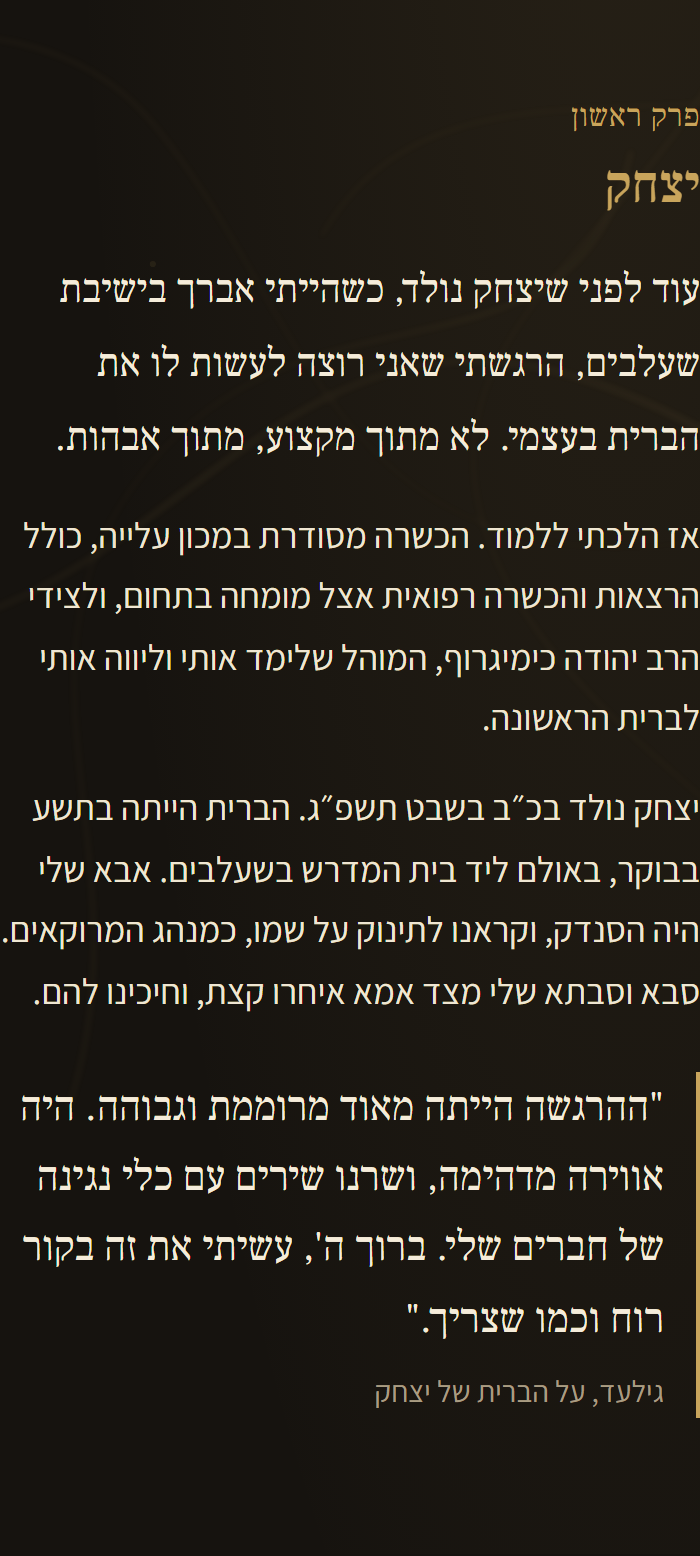 פרק ראשון
יצחק
עוד לפני שיצחק נולד, כשהייתי אברך בישיבת
שעלבים, הרגשתי שאני רוצה לעשות לו את
הברית בעצמי. לא מתוך מקצוע, מתוך אבהות.
אז הלכתי ללמוד. הכשרה מסודרת במכון עלייה, כולל
הרצאות והכשרה רפואית אצל מומחה בתחום, ולצידי
הרב יהודה כימיגרוף, המוהל שלימד אותי וליווה אותי
לברית הראשונה.
יצחק נולד בכ״ב בשבט תשפ״ג. הברית הייתה בתשע
בבוקר, באולם ליד בית המדרש בשעלבים. אבא שלי
היה הסנדק, וקראנו לתינוק על שמו, כמנהג המרוקאים.
סבא וסבתא שלי מצד אמא איחרו קצת, וחיכינו להם.
"ההרגשה הייתה מאוד מרוממת וגבוהה. היה
אווירה מדהימה, ושרנו שירים עם כלי נגינה
של חברים שלי. ברוך ה', עשיתי את זה בקור
רוח וכמו שצריך."
גילעד, על הברית של יצחק